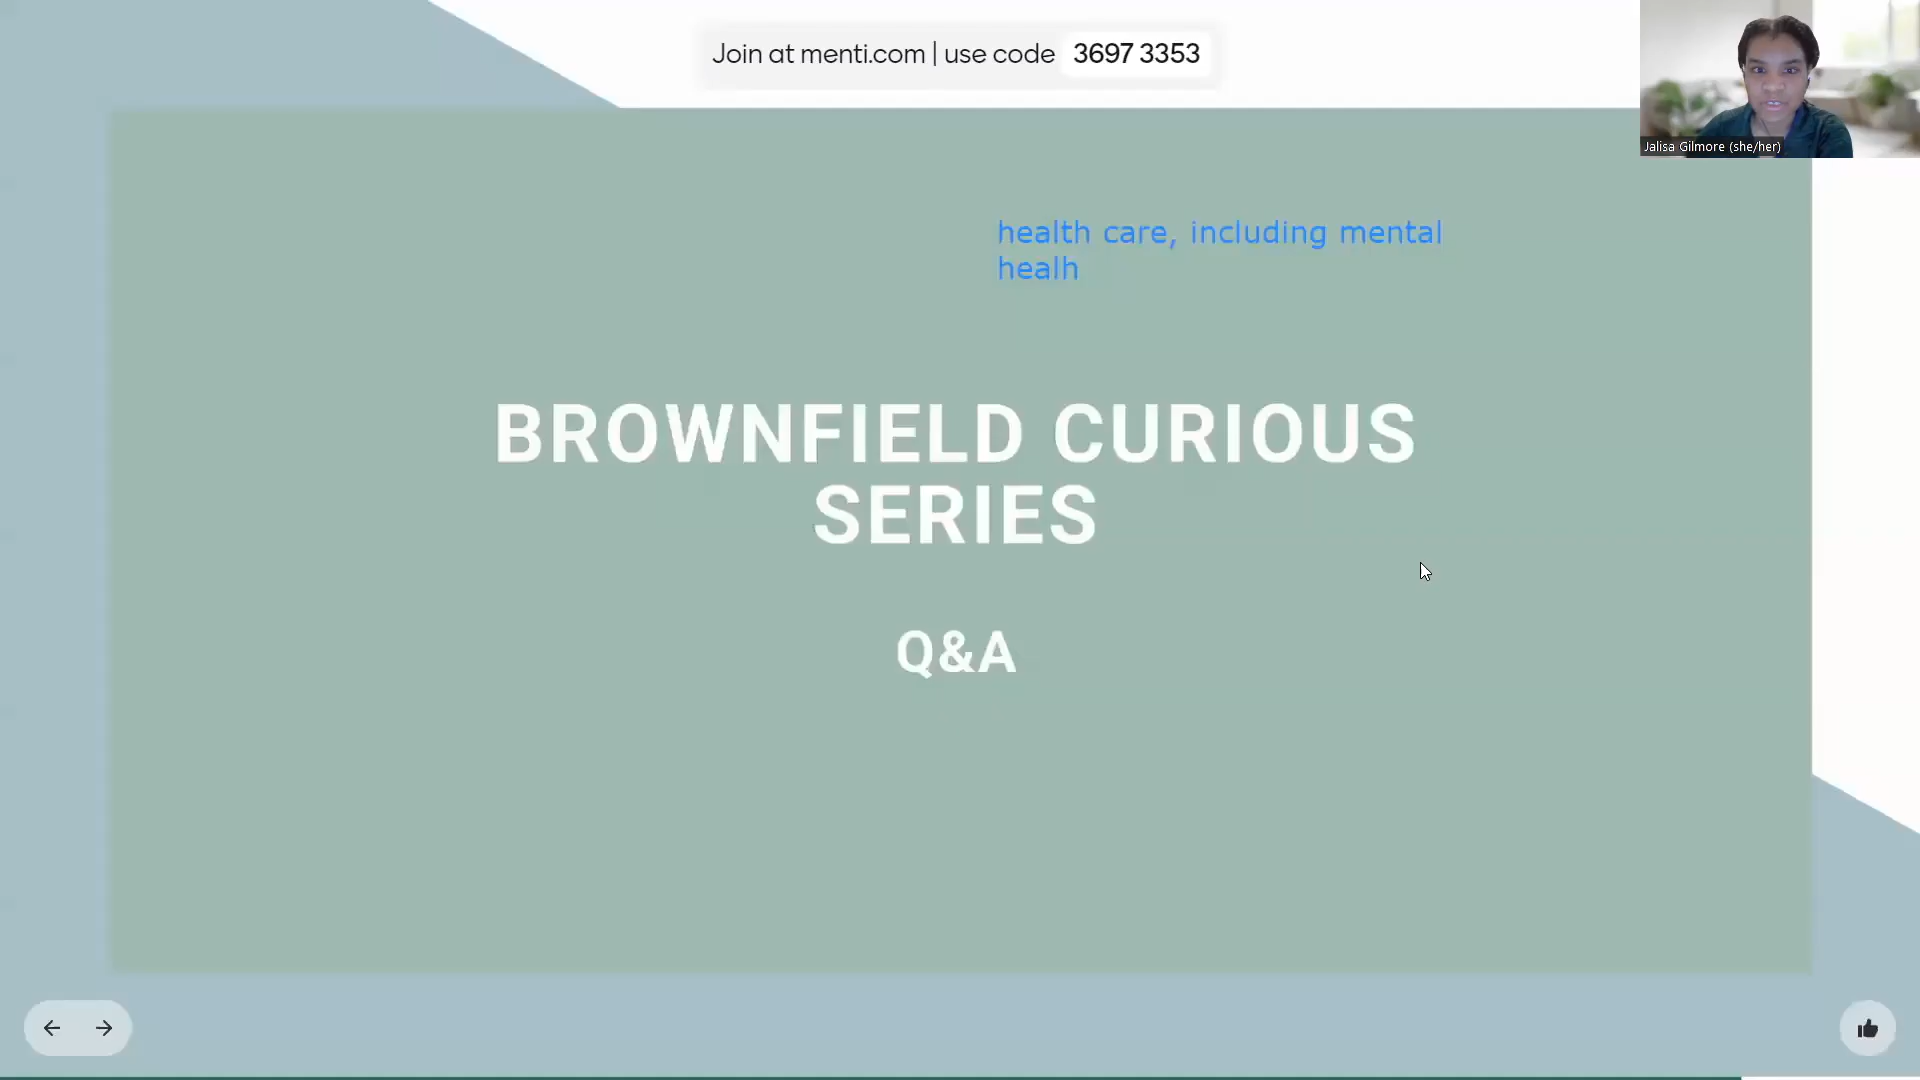 Join at menti.com | use code 3697 3353
Jalisa Gilmore (she/her)
health care, including mental
healh
BROWNFIELD CURIOUS
SERIES
Q&A